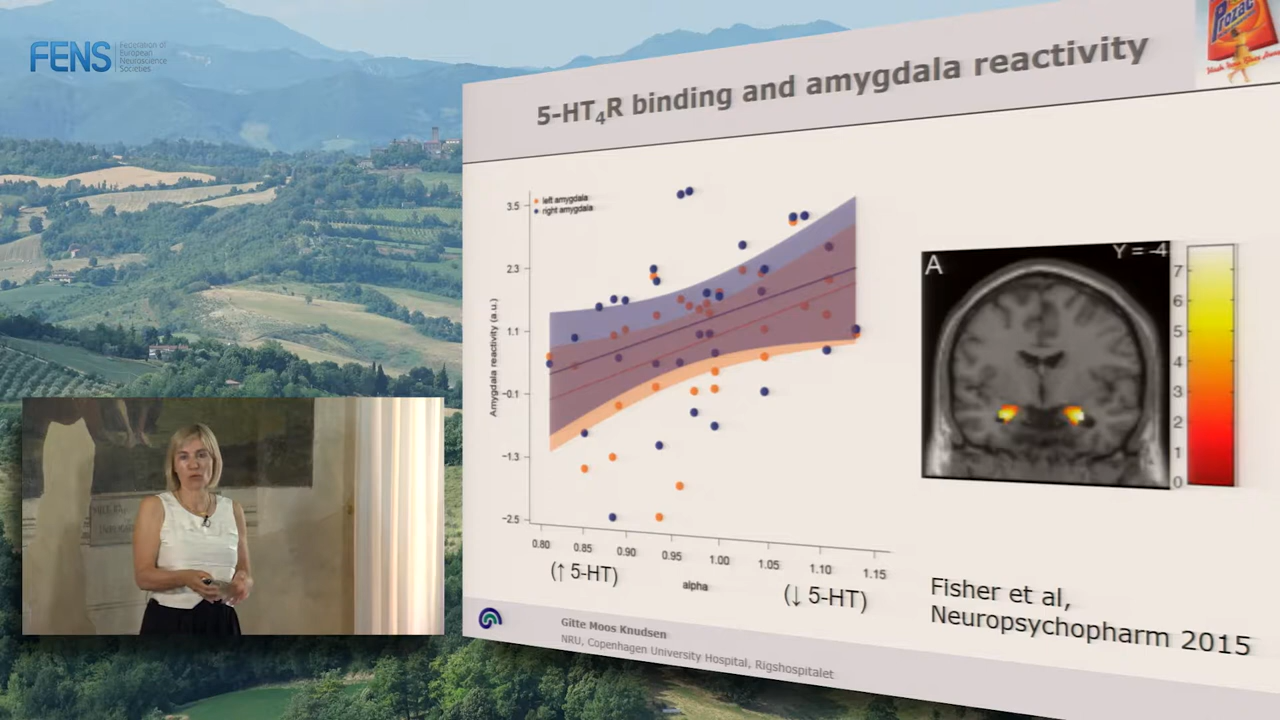 FENS
Federation of
European
Neuroscience
Societies
5-HT₄R binding and amygdala reactivity
Prozac
left amygdala
right amygdala
Amygdala reactivity (a.u.)
3.5
2.3
1.1
−0.1
−1.3
−2.5
0.80 0.85 0.90 0.95 1.00 1.05 1.10 1.15
(↑ 5-HT) alpha (↓ 5-HT)
A
Y = -4
7
6
5
4
3
2
1
0
Fisher et al,
Neuropsychopharm 2015
Gitte Moos Knudsen
NRU, Copenhagen University Hospital, Rigshospitalet